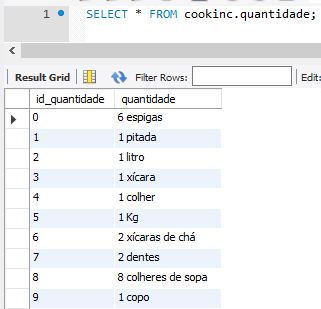 1 SELECT * FROM cookinc.quantidade;
Result Grid Filter Rows: Edit:
id_quantidade quantidade
0 6 espigas
1 1 pitada
2 1 litro
3 1 xícara
4 1 colher
5 1 Kg
6 2 xícaras de chá
7 2 dentes
8 8 colheres de sopa
9 1 copo